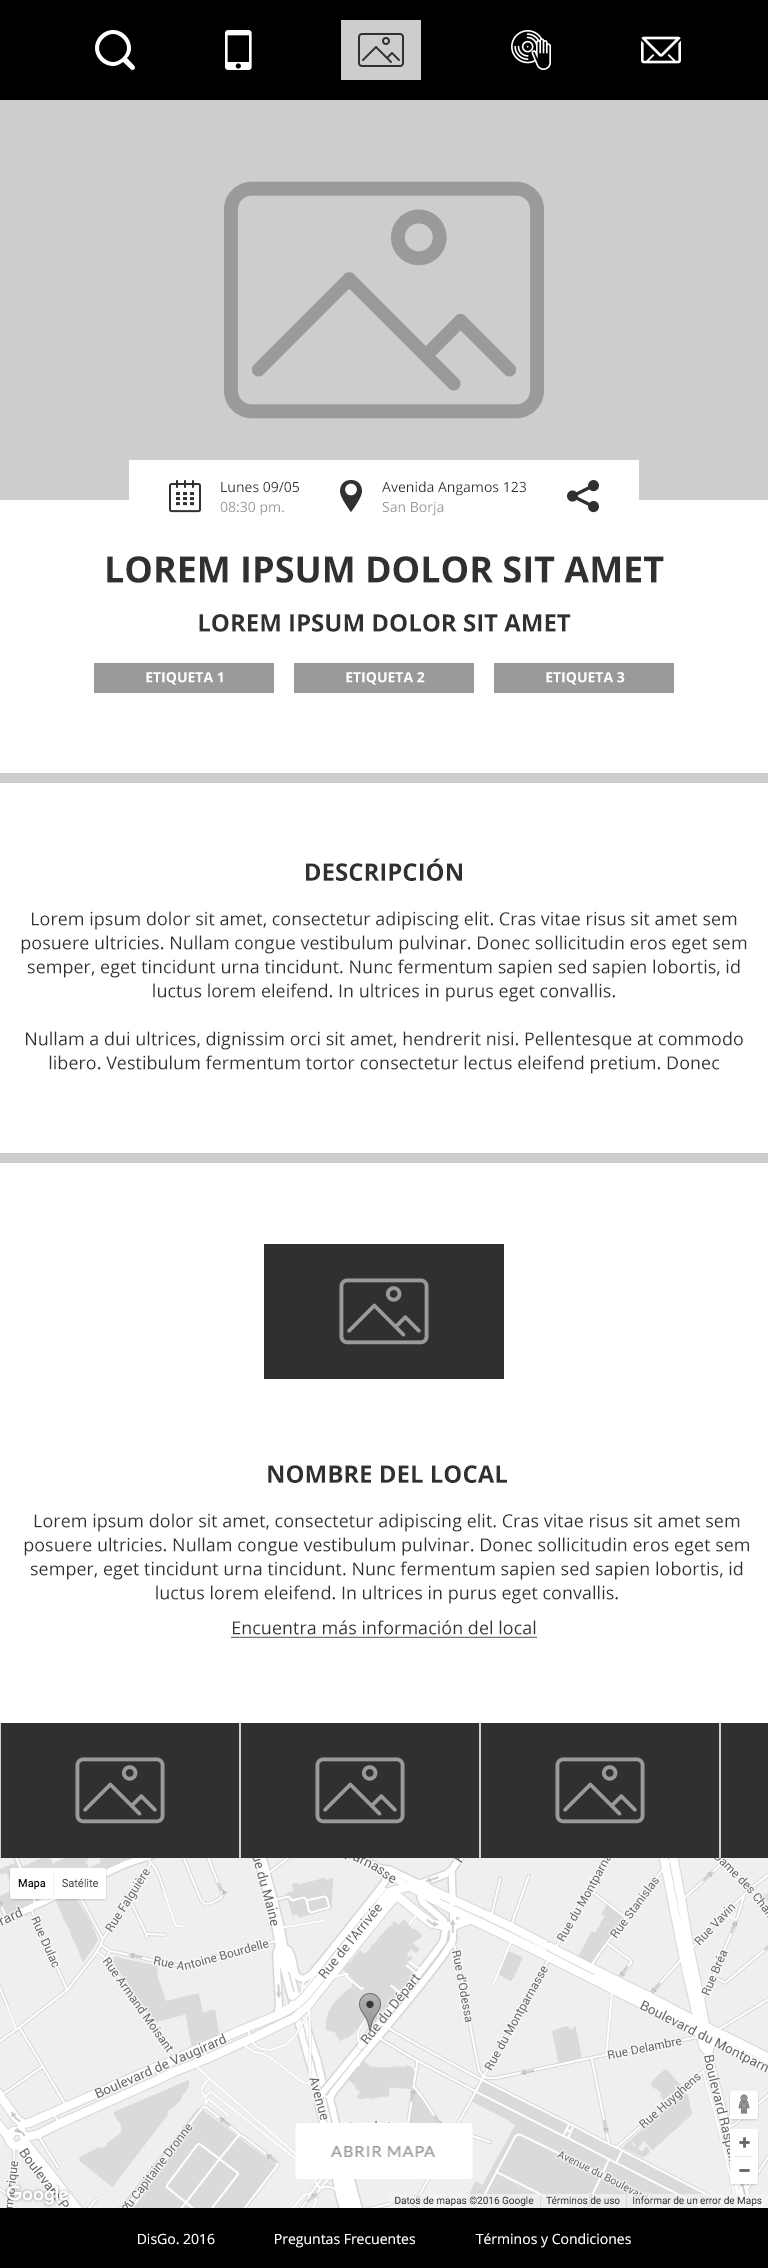 Lunes 09/05
08:30 pm.
Avenida Angamos 123
San Borja
LOREM IPSUM DOLOR SIT AMET
LOREM IPSUM DOLOR SIT AMET
ETIQUETA 1
ETIQUETA 2
ETIQUETA 3
DESCRIPCIÓN
Lorem ipsum dolor sit amet, consectetur adipiscing elit. Cras vitae risus sit amet sem
posuere ultricies. Nullam congue vestibulum pulvinar. Donec sollicitudin eros eget sem
semper, eget tincidunt urna tincidunt. Nunc fermentum sapien sed sapien lobortis, id
luctus lorem eleifend. In ultrices in purus eget convallis.
Nullam a dui ultrices, dignissim orci sit amet, hendrerit nisi. Pellentesque at commodo
libero. Vestibulum fermentum tortor consectetur lectus eleifend pretium. Donec
NOMBRE DEL LOCAL
Lorem ipsum dolor sit amet, consectetur adipiscing elit. Cras vitae risus sit amet sem
posuere ultricies. Nullam congue vestibulum pulvinar. Donec sollicitudin eros eget sem
semper, eget tincidunt urna tincidunt. Nunc fermentum sapien sed sapien lobortis, id
luctus lorem eleifend. In ultrices in purus eget convallis.
Encuentra más información del local
Mapa
Satélite
Rue Falguière
ue du Maine
arnasse
Rue du Montparn
Rue Stanislas
ame des Cha
Rue Vavin
rard
Rue Dulac
Rue Antoine Bourdelle
Rue de l'Arrivée
Rue Armand Moisant
Rue d'Odessa
Rue Bréa
Rue du Départ
Rue du Montparnasse
Boulevard du Montparn
Boulevard de Vaugirard
Rue Delambre
Rue Huyghens
Boulevard Raspa
Avenue
u Capitaine Dronne
Avenue du Boulev
Boulevard P
rique
ABRIR MAPA
Google
Datos de mapas ©2016 Google
Términos de uso
Informar de un error de Maps
DisGo. 2016
Preguntas Frecuentes
Términos y Condiciones